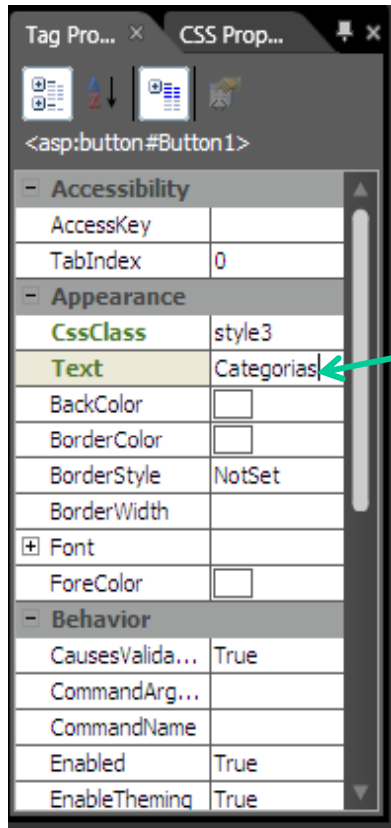 Tag Pro... × CSS Prop...
<asp:button#Button1>
Accessibility
AccessKey
TabIndex 0
Appearance
CssClass style3
Text Categorias
BackColor
BorderColor
BorderStyle NotSet
BorderWidth
Font
ForeColor
Behavior
CausesValida... True
CommandArg...
CommandName
Enabled True
EnableTheming True